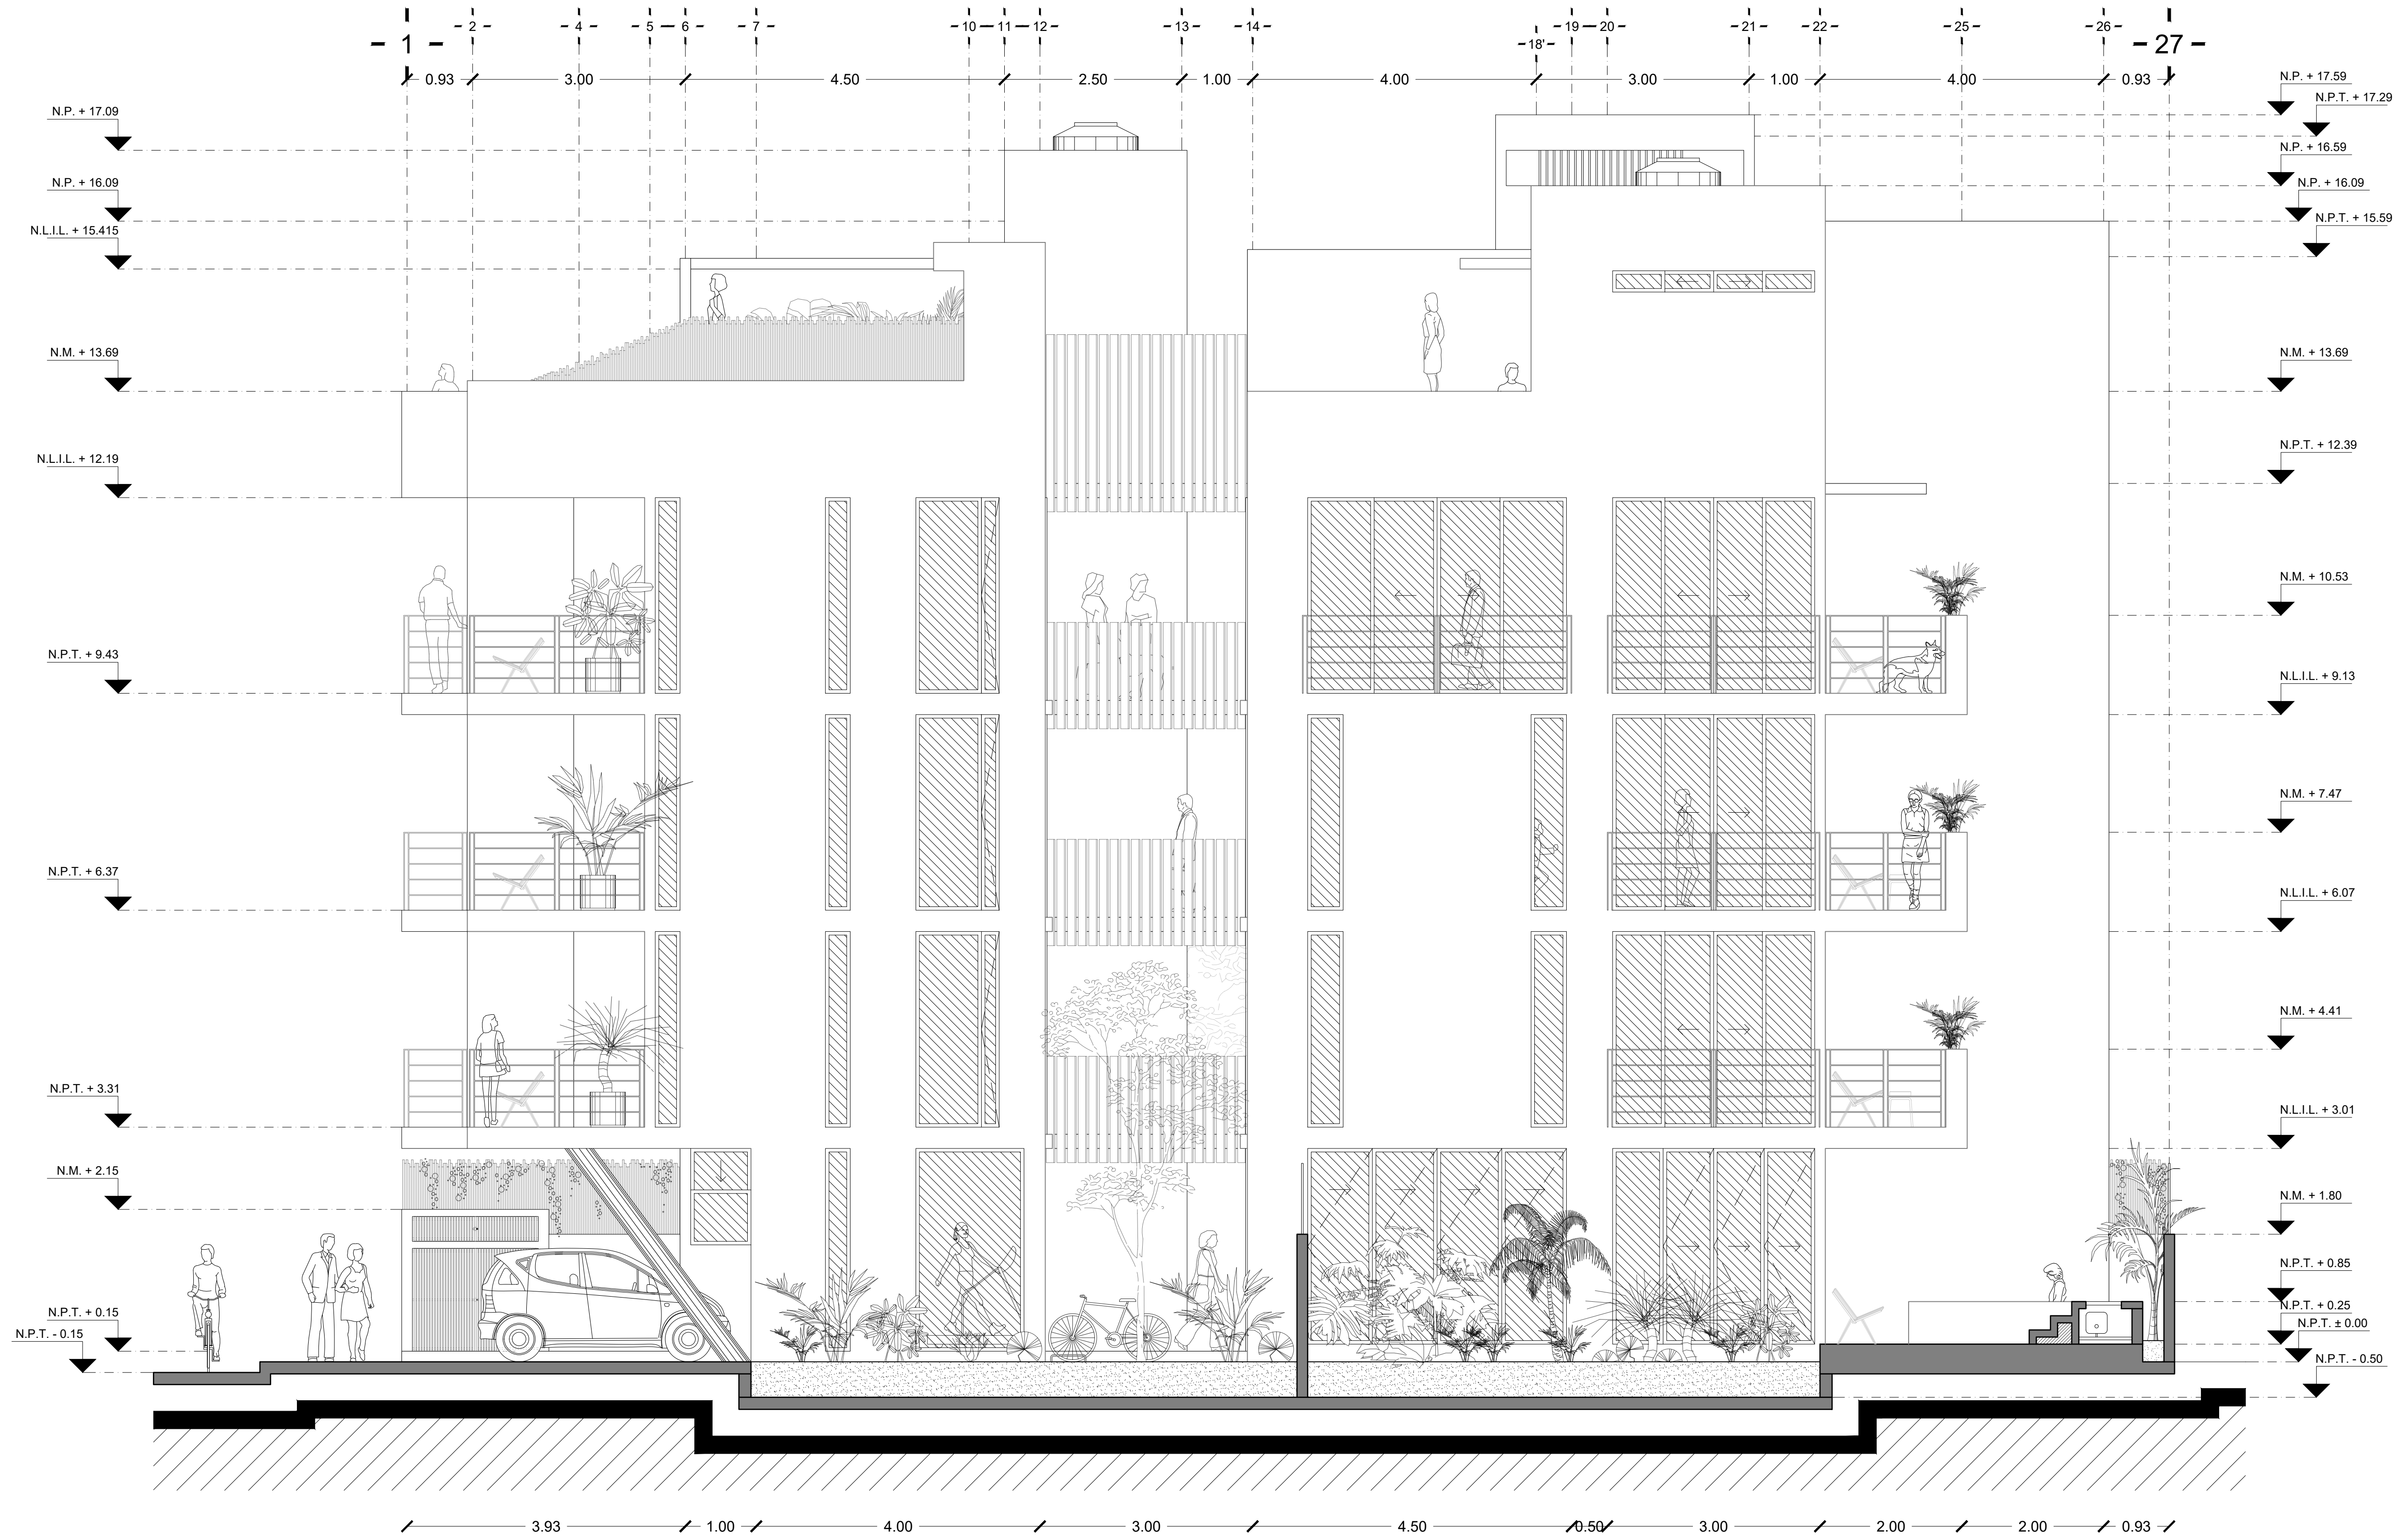 - 1 -
- 2 -
- 4 -
- 5 -
- 6 -
- 7 -
- 10 -
- 11 -
- 12 -
- 13 -
- 14 -
- 18' -
- 19 -
- 20 -
- 21 -
- 22 -
- 25 -
- 26 -
- 27 -
0.93
3.00
4.50
2.50
1.00
4.00
3.00
1.00
4.00
0.93
N.P. + 17.09
N.P. + 16.09
N.L.I.L. + 15.415
N.M. + 13.69
N.L.I.L. + 12.19
N.P.T. + 9.43
N.P.T. + 6.37
N.P.T. + 3.31
N.M. + 2.15
N.P.T. + 0.15
N.P.T. - 0.15
N.P. + 17.59
N.P.T. + 17.29
N.P. + 16.59
N.P. + 16.09
N.P.T. + 15.59
N.M. + 13.69
N.P.T. + 12.39
N.M. + 10.53
N.L.I.L. + 9.13
N.M. + 7.47
N.L.I.L. + 6.07
N.M. + 4.41
N.L.I.L. + 3.01
N.M. + 1.80
N.P.T. + 0.85
N.P.T. + 0.25
N.P.T. ± 0.00
N.P.T. - 0.50
3.93
1.00
4.00
3.00
4.50
0.50
3.00
2.00
2.00
0.93